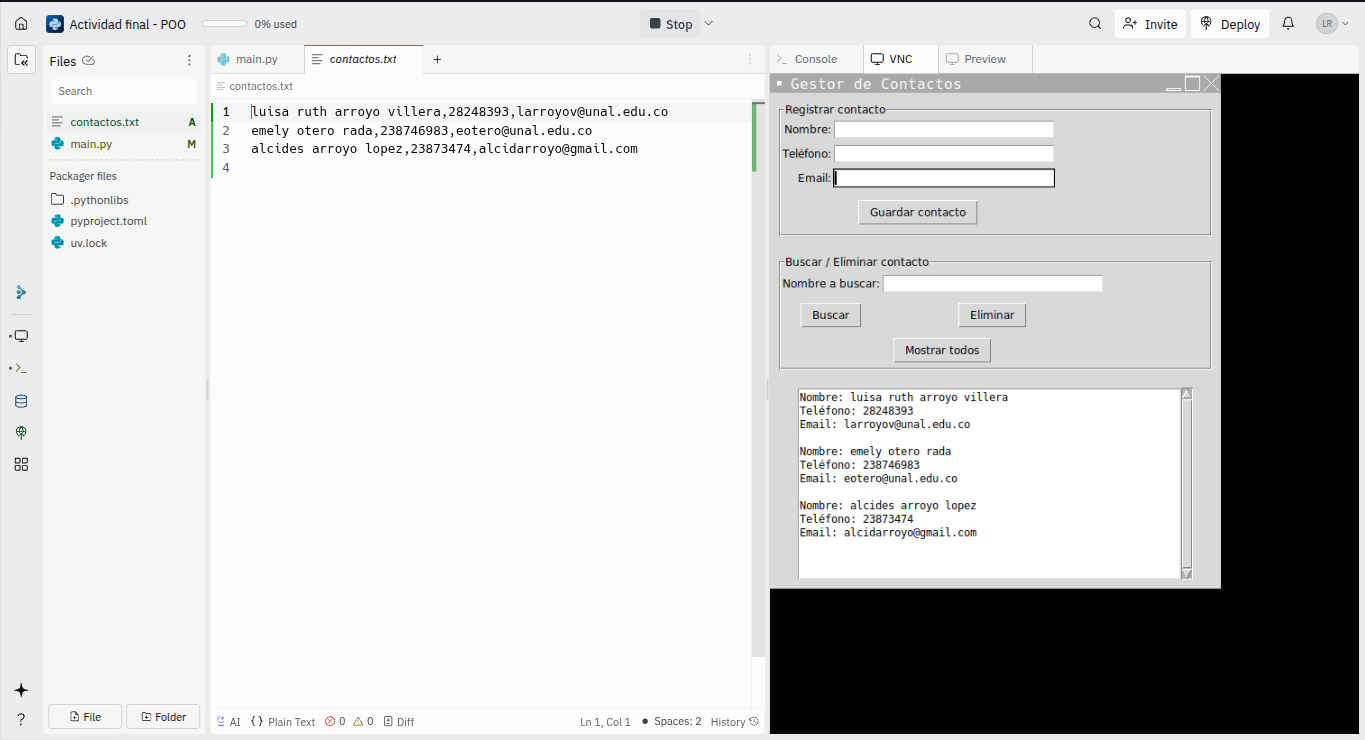 Actividad final - POO
0% used
Stop
Invite
Deploy
LR
Files
Search
contactos.txt A
main.py M
Packager files
.pythonlibs
pyproject.toml
uv.lock
File
Folder
main.py
contactos.txt
contactos.txt
1 luisa ruth arroyo villera,28248393,larroyov@unal.edu.co
2 emely otero rada,238746983,eotero@unal.edu.co
3 alcides arroyo lopez,23873474,alcidarroyo@gmail.com
4
AI
{} Plain Text
0
0
Diff
Ln 1, Col 1
Spaces: 2
History
Console
VNC
Preview
Gestor de Contactos
Registrar contacto
Nombre:
Teléfono:
Email:
Guardar contacto
Buscar / Eliminar contacto
Nombre a buscar:
Buscar
Eliminar
Mostrar todos
Nombre: luisa ruth arroyo villera
Teléfono: 28248393
Email: larroyov@unal.edu.co
Nombre: emely otero rada
Teléfono: 238746983
Email: eotero@unal.edu.co
Nombre: alcides arroyo lopez
Teléfono: 23873474
Email: alcidarroyo@gmail.com